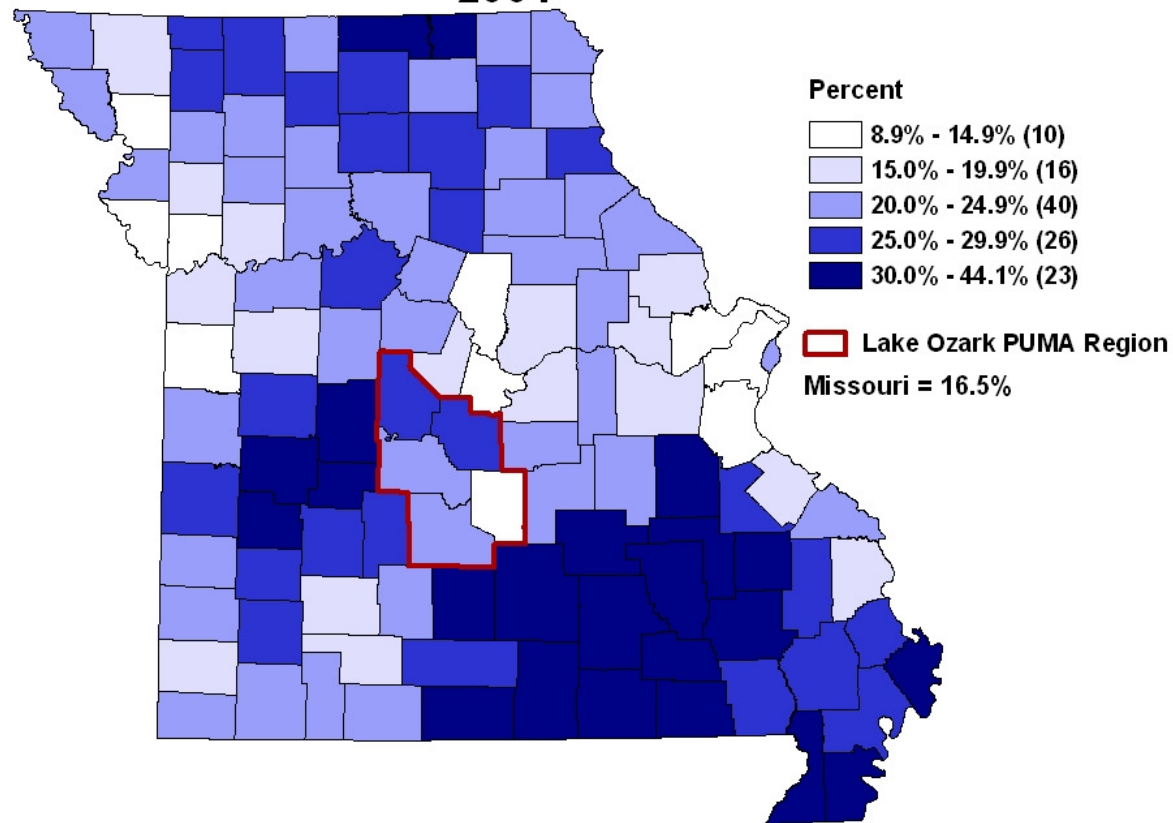 Percent
8.9% - 14.9% (10)
15.0% - 19.9% (16)
20.0% - 24.9% (40)
25.0% - 29.9% (26)
30.0% - 44.1% (23)
Lake Ozark PUMA Region
Missouri = 16.5%